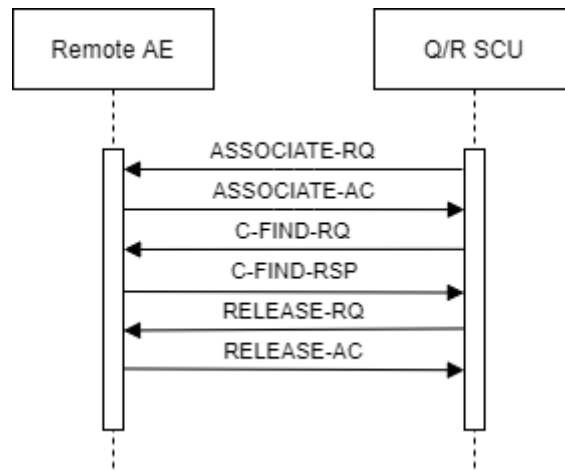 Remote AE
Q/R SCU
ASSOCIATE-RQ
ASSOCIATE-AC
C-FIND-RQ
C-FIND-RSP
RELEASE-RQ
RELEASE-AC